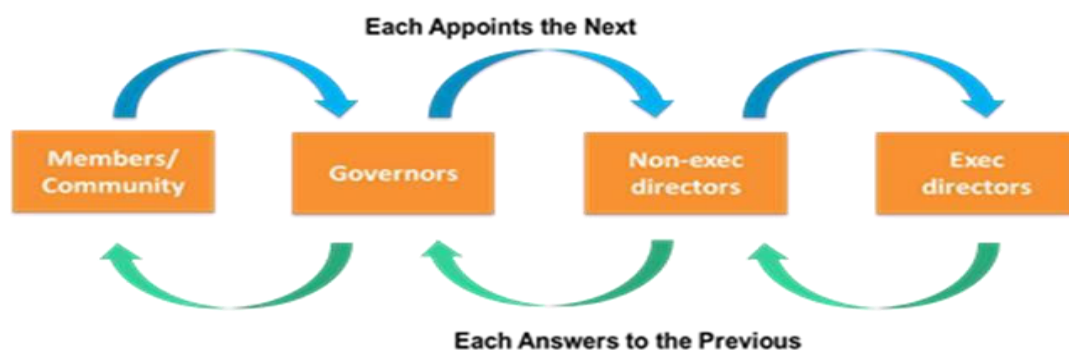 Each Appoints the Next
Members/
Community
Governors
Non-exec
directors
Exec
directors
Each Answers to the Previous